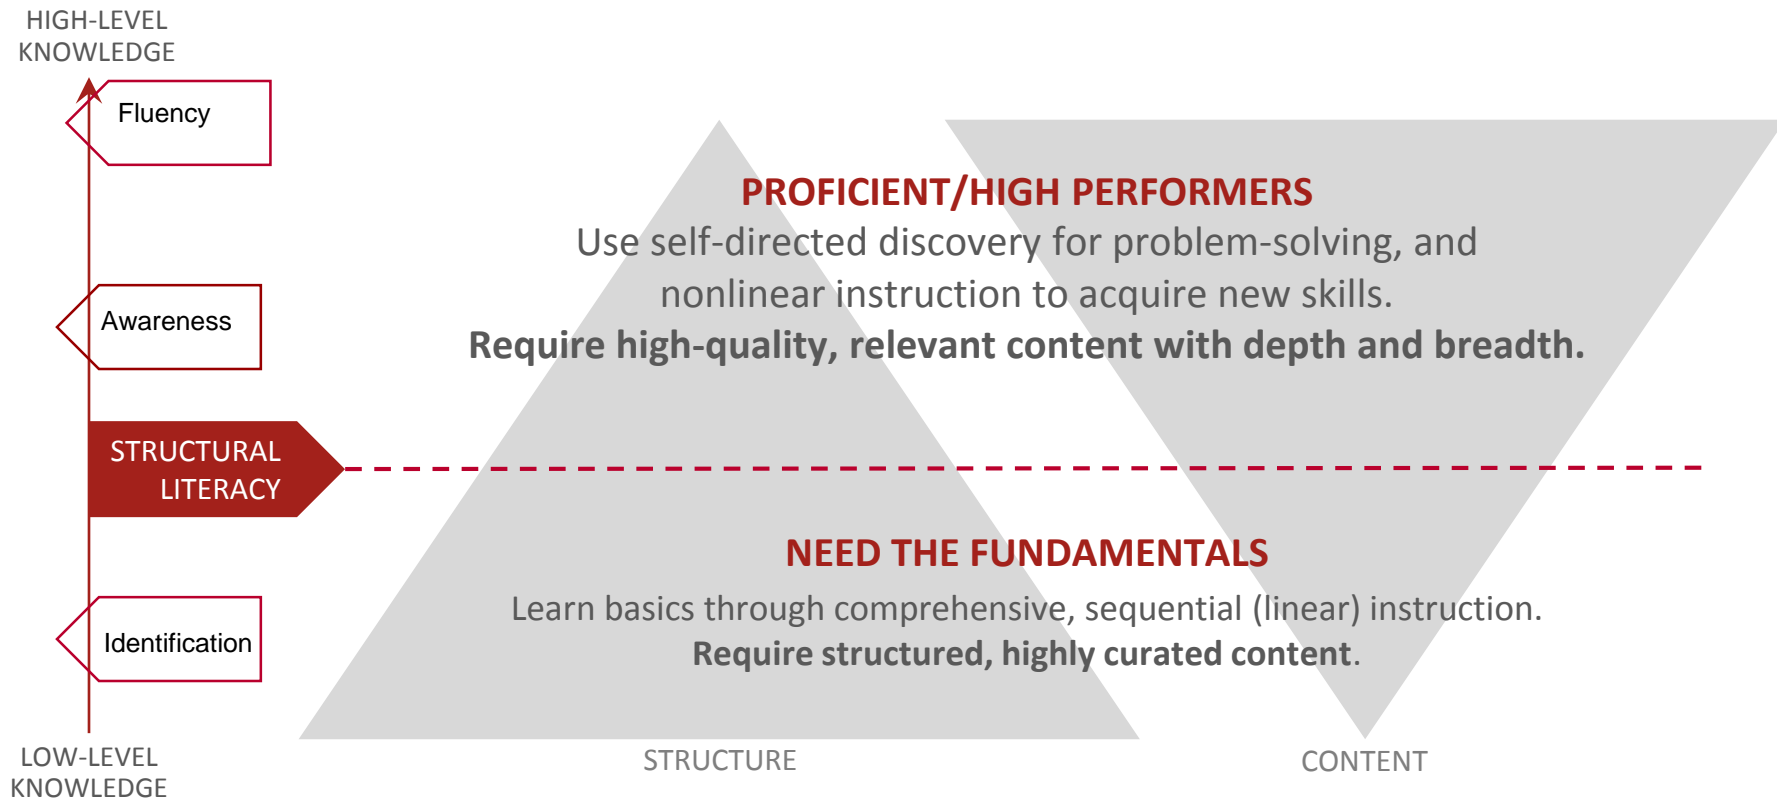 HIGH-LEVEL
KNOWLEDGE
Fluency
PROFICIENT/HIGH PERFORMERS
Use self-directed discovery for problem-solving, and
nonlinear instruction to acquire new skills.
Require high-quality, relevant content with depth and breadth.
Awareness
STRUCTURAL
LITERACY
NEED THE FUNDAMENTALS
Learn basics through comprehensive, sequential (linear) instruction.
Require structured, highly curated content.
Identification
LOW-LEVEL
KNOWLEDGE
STRUCTURE
CONTENT